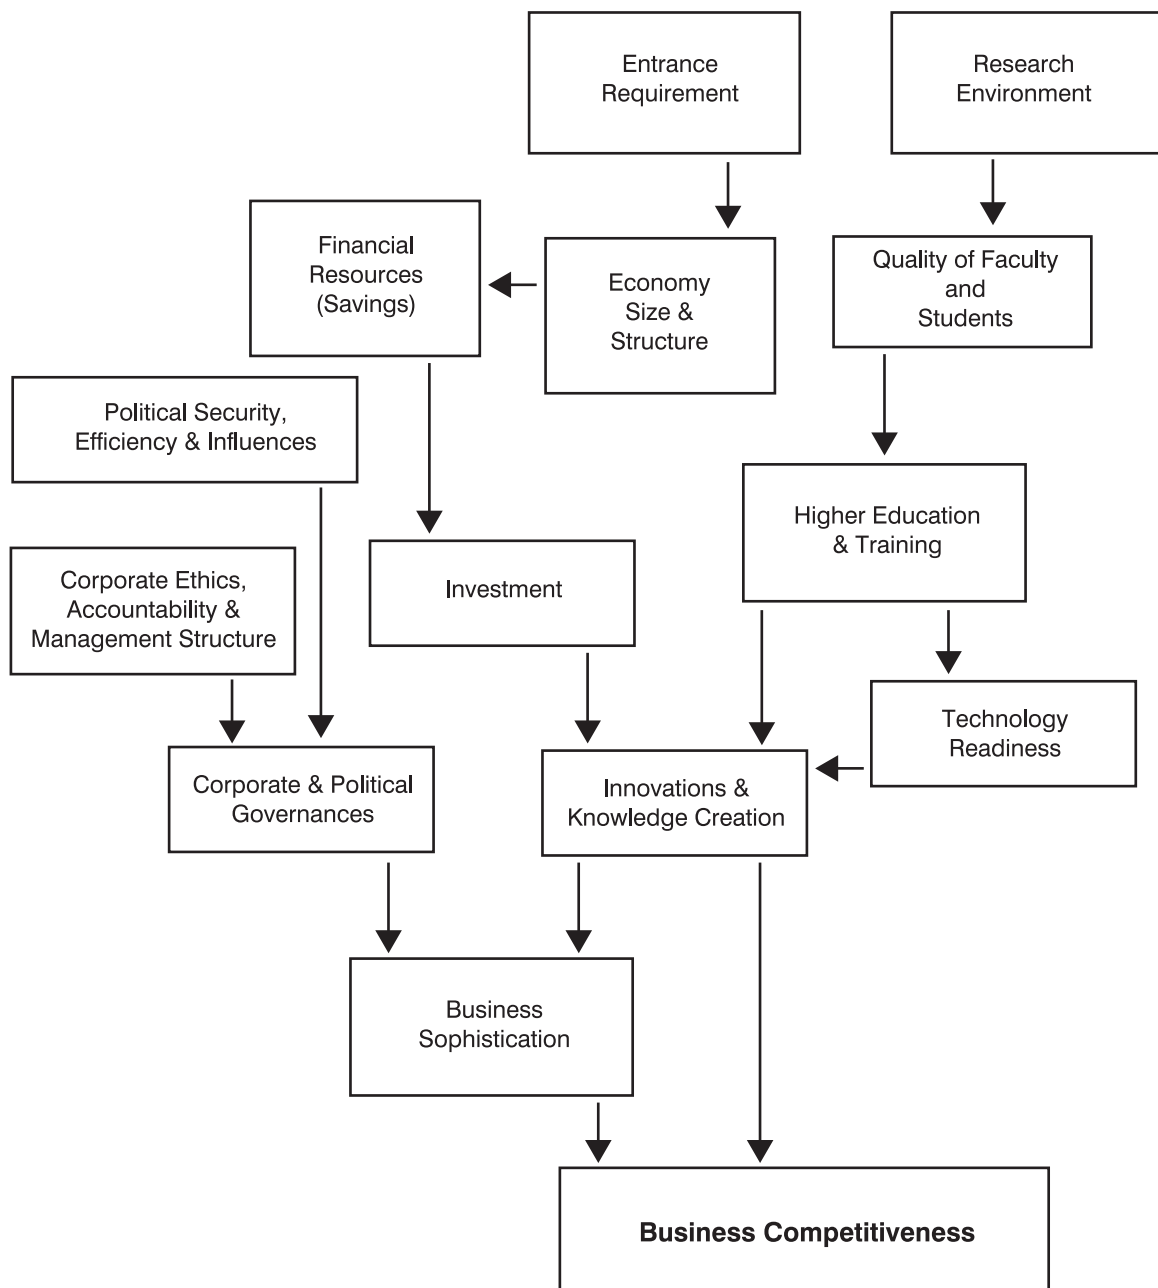 Entrance
Requirement
Research
Environment
Financial
Resources
(Savings)
Economy
Size &
Structure
Quality of Faculty
and
Students
Political Security,
Efficiency & Influences
Higher Education
& Training
Corporate Ethics,
Accountability &
Management Structure
Investment
Technology
Readiness
Corporate & Political
Governances
Innovations &
Knowledge Creation
Business
Sophistication
Business Competitiveness